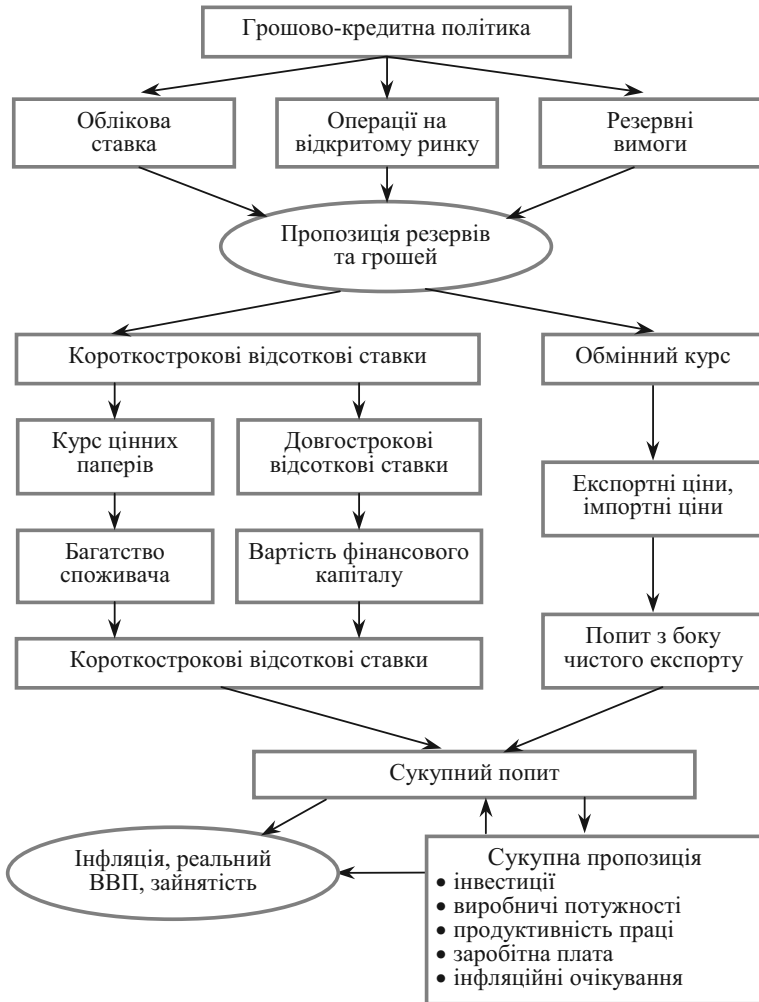 Грошово-кредитна політика
Облікова
ставка
Операції на
відкритому ринку
Резервні
вимоги
Пропозиція резервів
та грошей
Короткострокові відсоткові ставки
Обмінний курс
Курс цінних
паперів
Довгострокові
відсоткові ставки
Експортні ціни,
імпортні ціни
Багатство
споживача
Вартість фінансового
капіталу
Короткострокові відсоткові ставки
Попит з боку
чистого експорту
Сукупний попит
Інфляція, реальний
ВВП, зайнятість
Сукупна пропозиція
• інвестиції
• виробничі потужності
• продуктивність праці
• заробітна плата
• інфляційні очікування